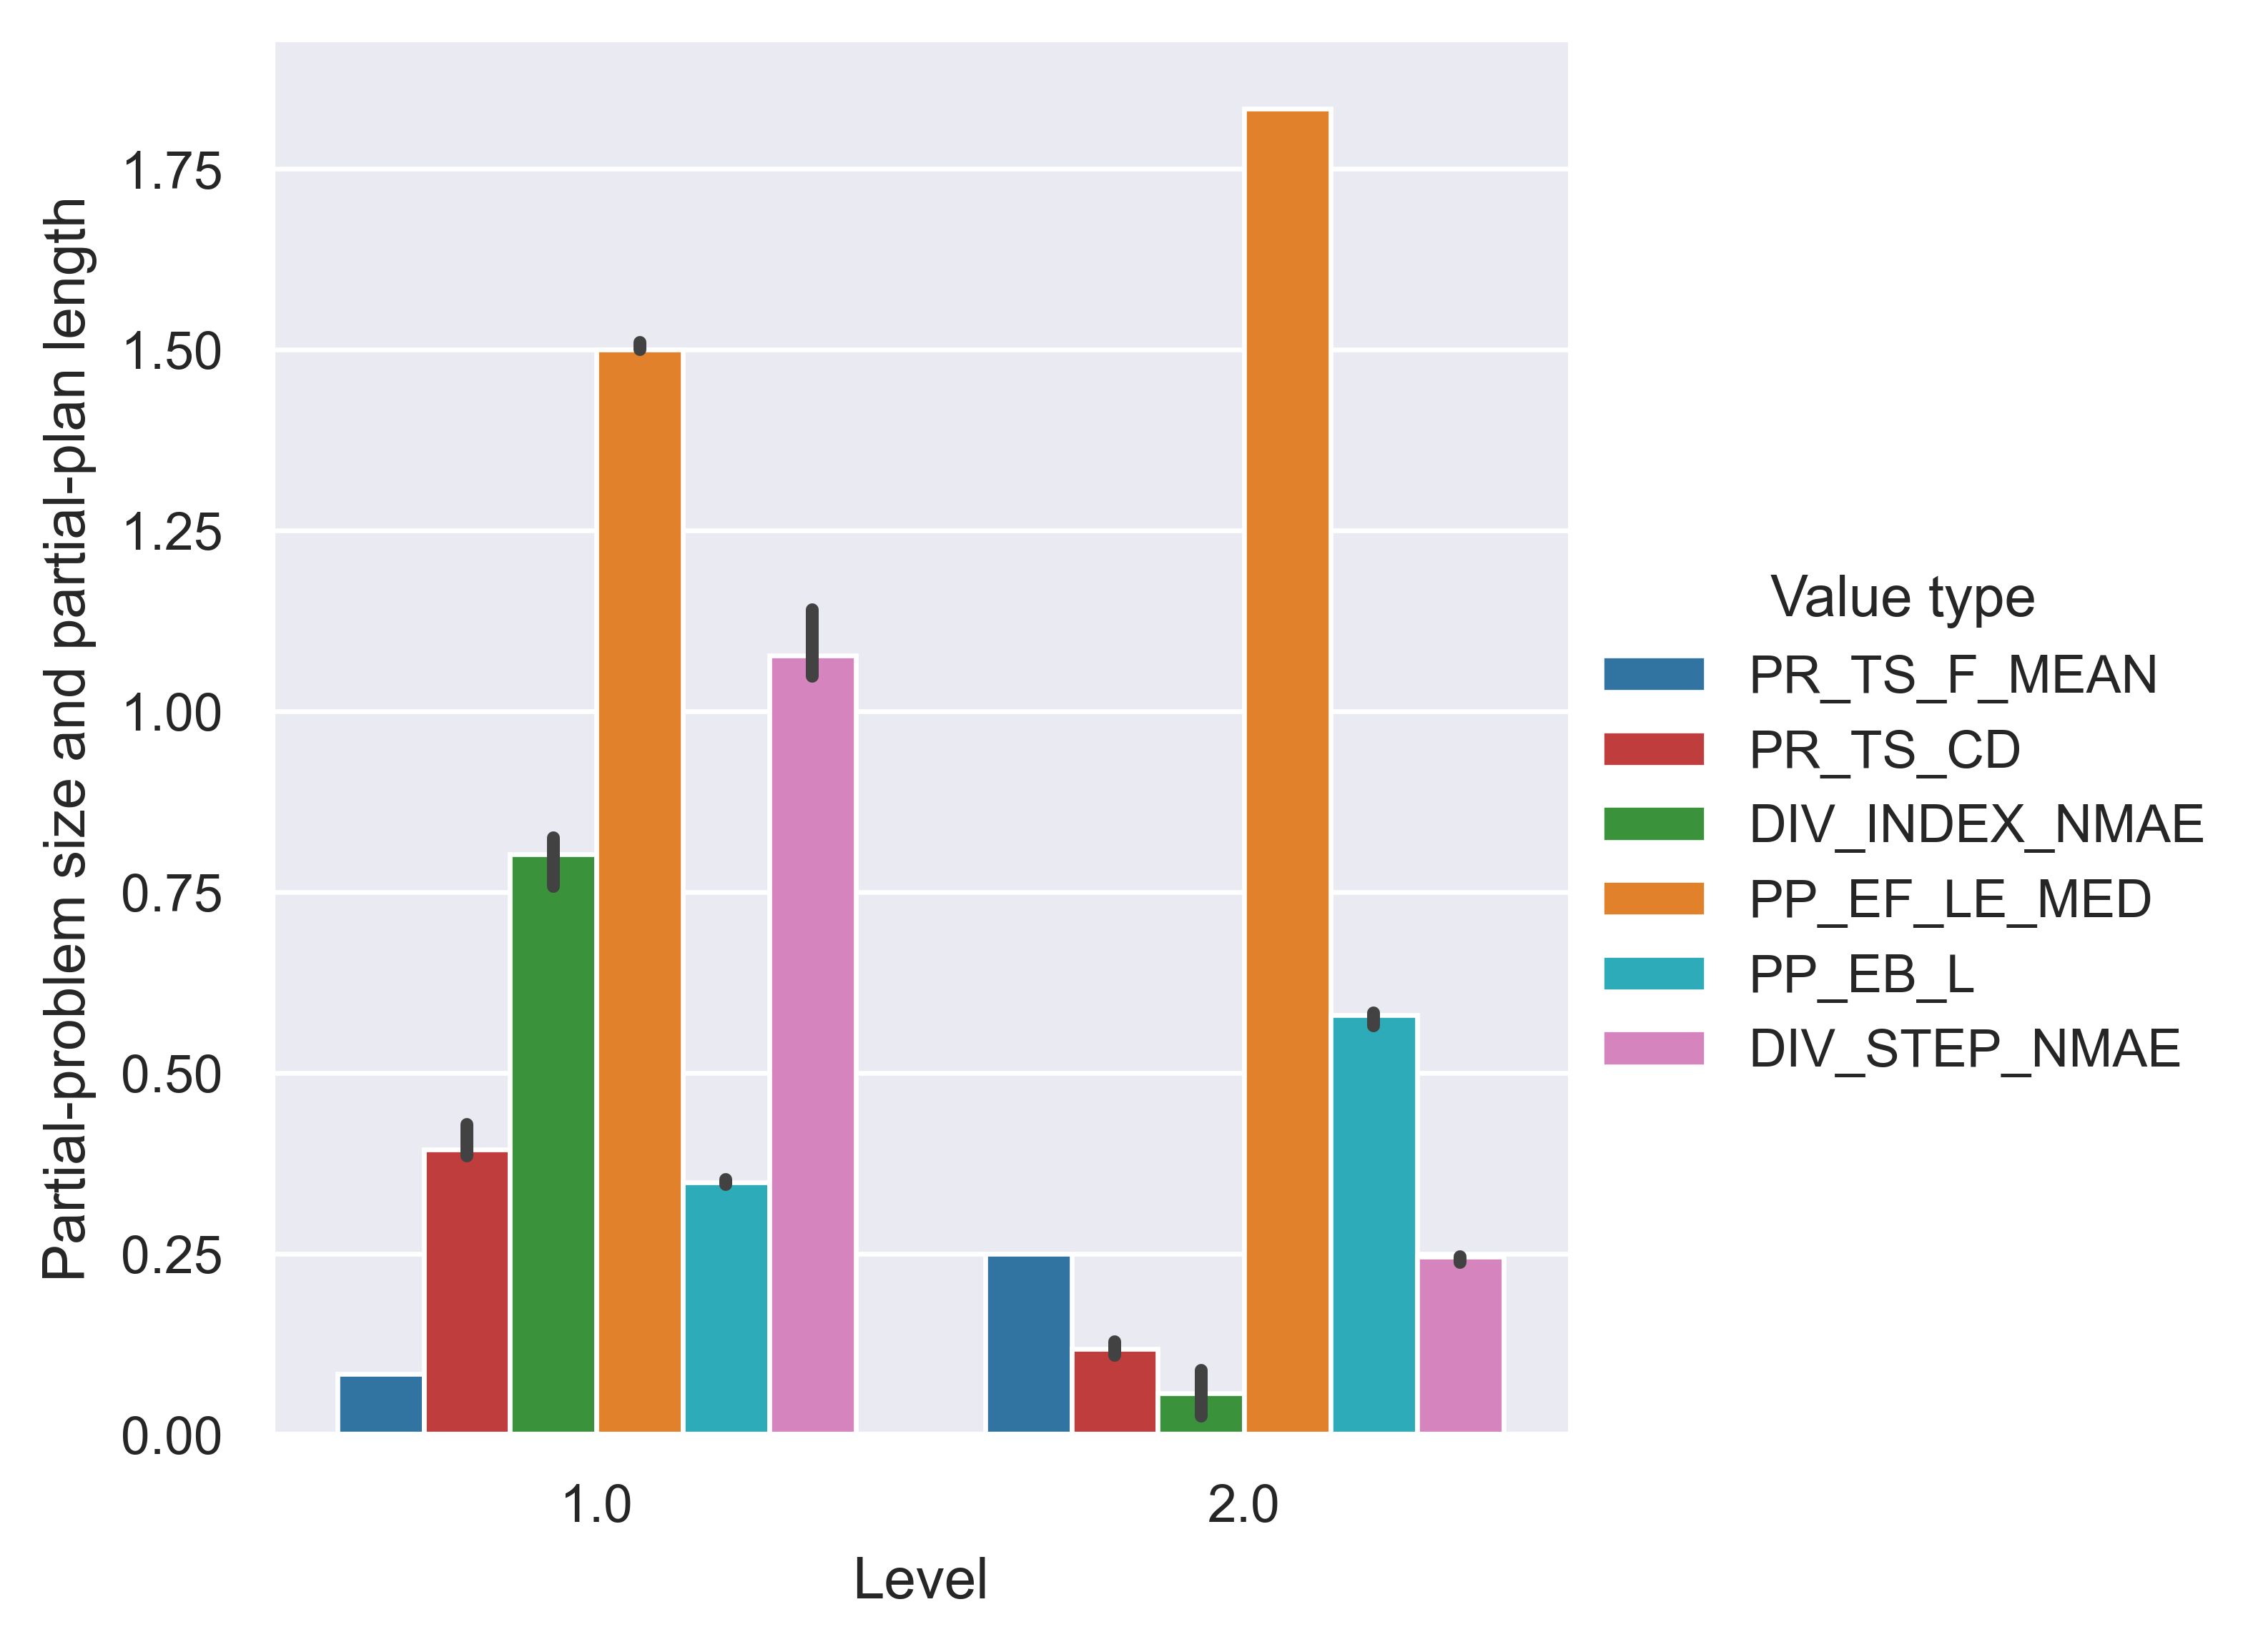 Partial-problem size and partial-plan length
1.75
1.50
1.25
1.00
0.75
0.50
0.25
0.00
1.0
2.0
Level
Value type
PR_TS_F_MEAN
PR_TS_CD
DIV_INDEX_NMAE
PP_EF_LE_MED
PP_EB_L
DIV_STEP_NMAE